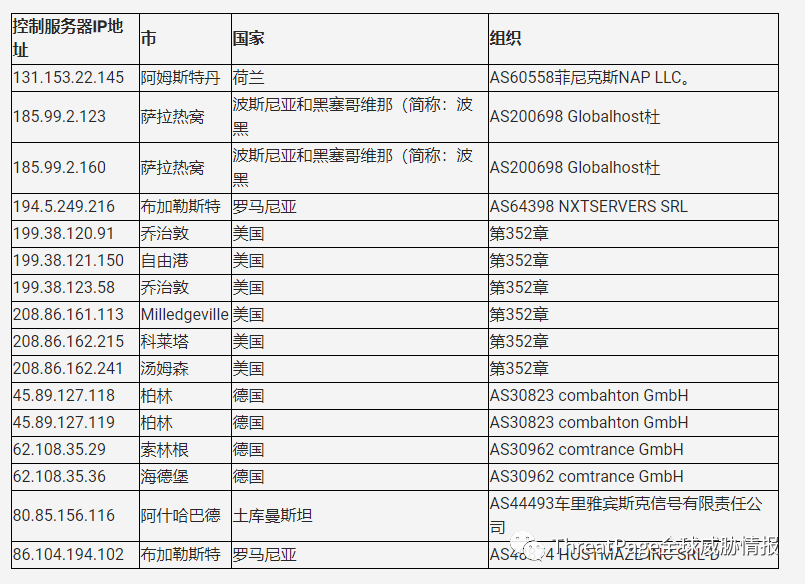 控制服务器IP地 市 国家 组织
址
131.153.22.145 阿姆斯特丹 荷兰 AS60558菲尼克斯NAP LLC。
185.99.2.123 萨拉热窝 波斯尼亚和黑塞哥维那（简称：波 AS200698 Globalhost杜
黑
185.99.2.160 萨拉热窝 波斯尼亚和黑塞哥维那（简称：波 AS200698 Globalhost杜
黑
194.5.249.216 布加勒斯特 罗马尼亚 AS64398 NXTSERVERS SRL
199.38.120.91 乔治敦 美国 第352章
199.38.121.150 自由港 美国 第352章
199.38.123.58 乔治敦 美国 第352章
208.86.161.113 Milledgeville 美国 第352章
208.86.162.215 科莱塔 美国 第352章
208.86.162.241 汤姆森 美国 第352章
45.89.127.118 柏林 德国 AS30823 combahton GmbH
45.89.127.119 柏林 德国 AS30823 combahton GmbH
62.108.35.29 索林根 德国 AS30962 comtrance GmbH
62.108.35.36 海德堡 德国 AS30962 comtrance GmbH
80.85.156.116 阿什哈巴德 土库曼斯坦 AS44493车里雅宾斯克信号有限责任公
司
86.104.194.102 布加勒斯特 罗马尼亚 HOSTMAZE INC SRL-D
ThreatPage全球威胁情报